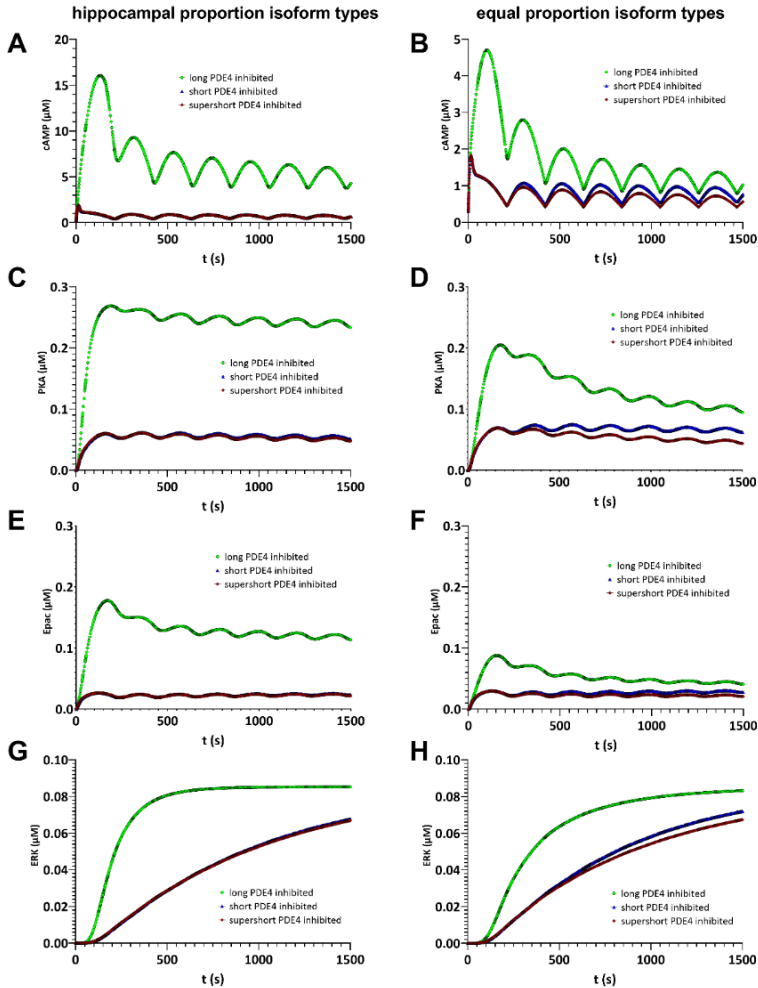 hippocampal proportion isoform types
equal proportion isoform types
A
20
15
10
5
0
cAMP (µM)
long PDE4 inhibited
short PDE4 inhibited
supershort PDE4 inhibited
0
500
1000
1500
t (s)
B
5
4
3
2
1
0
cAMP (µM)
long PDE4 inhibited
short PDE4 inhibited
supershort PDE4 inhibited
0
500
1000
1500
t (s)
C
0.3
0.2
0.1
0.0
PKA (µM)
long PDE4 inhibited
short PDE4 inhibited
supershort PDE4 inhibited
0
500
1000
1500
t (s)
D
0.3
0.2
0.1
0.0
PKA (µM)
long PDE4 inhibited
short PDE4 inhibited
supershort PDE4 inhibited
0
500
1000
1500
t (s)
E
0.3
0.2
0.1
0.0
Epac (µM)
long PDE4 inhibited
short PDE4 inhibited
supershort PDE4 inhibited
0
500
1000
1500
t (s)
F
0.3
0.2
0.1
0.0
Epac (µM)
long PDE4 inhibited
short PDE4 inhibited
supershort PDE4 inhibited
0
500
1000
1500
t (s)
G
0.10
0.08
0.06
0.04
0.02
0.00
ERK (µM)
long PDE4 inhibited
short PDE4 inhibited
supershort PDE4 inhibited
0
500
1000
1500
t (s)
H
0.10
0.08
0.06
0.04
0.02
0.00
ERK (µM)
long PDE4 inhibited
short PDE4 inhibited
supershort PDE4 inhibited
0
500
1000
1500
t (s)